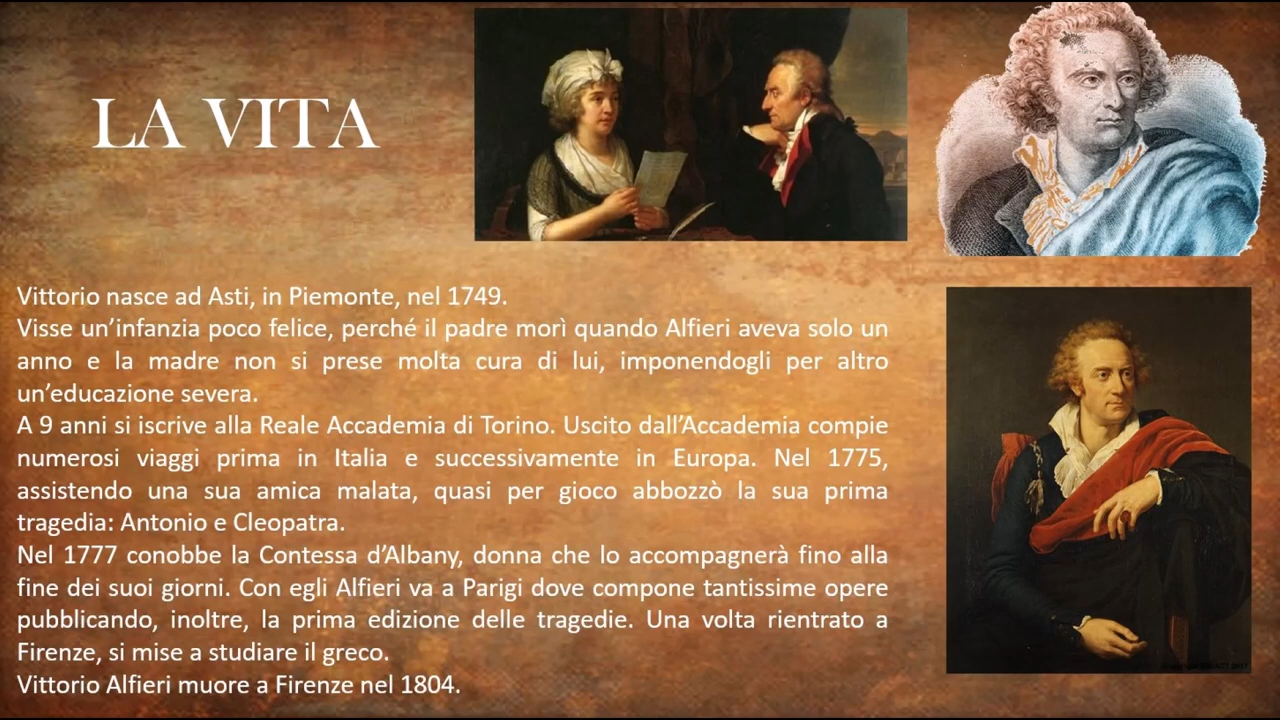 LA VITA
Vittorio nasce ad Asti, in Piemonte, nel 1749.
Visse un’infanzia poco felice, perché il padre morì quando Alfieri aveva solo un
anno e la madre non si prese molta cura di lui, imponendogli per altro
un’educazione severa.
A 9 anni si iscrive alla Reale Accademia di Torino. Uscito dall’Accademia compie
numerosi viaggi prima in Italia e successivamente in Europa. Nel 1775,
assistendo una sua amica malata, quasi per gioco abbozzò la sua prima
tragedia: Antonio e Cleopatra.
Nel 1777 conobbe la Contessa d’Albany, donna che lo accompagnerà fino alla
fine dei suoi giorni. Con egli Alfieri va a Parigi dove compone tantissime opere
pubblicando, inoltre, la prima edizione delle tragedie. Una volta rientrato a
Firenze, si mise a studiare il greco.
Vittorio Alfieri muore a Firenze nel 1804.